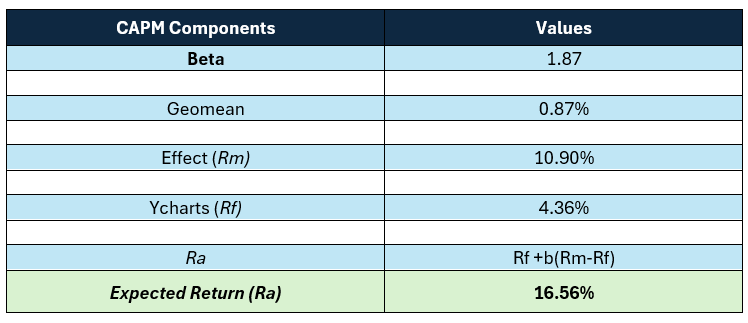 CAPM Components Values
Beta 1.87
Geomean 0.87%
Effect (Rm) 10.90%
Ycharts (Rf) 4.36%
Ra Rf +b(Rm-Rf)
Expected Return (Ra) 16.56%